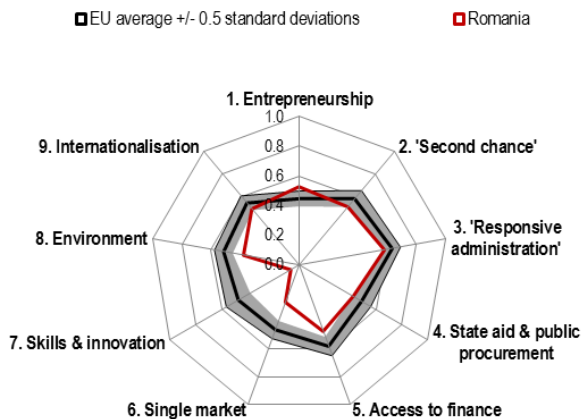 EU average +/- 0.5 standard deviations
Romania
1. Entrepreneurship
1.0
9. Internationalisation
0.8
2. 'Second chance'
0.6
0.4
8. Environment
0.2
3. 'Responsive
administration'
0.0
7. Skills & innovation
4. State aid & public
procurement
6. Single market
5. Access to finance